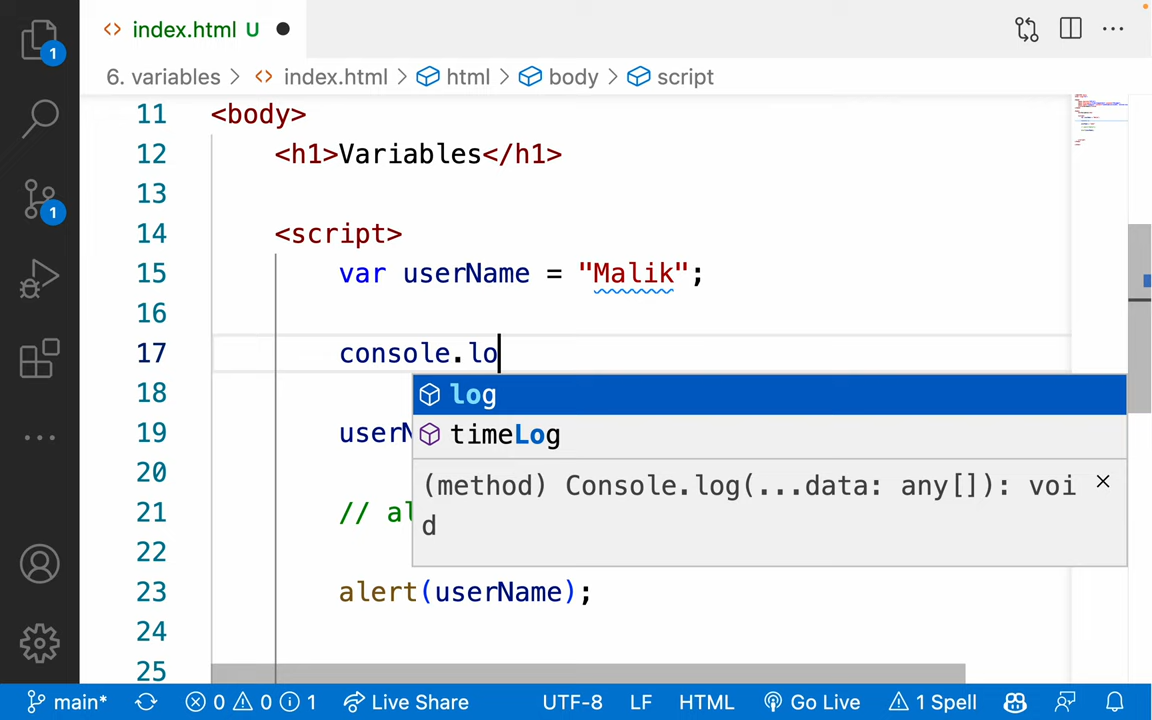 index.html U
6. variables > index.html > html > body > script
1
1
11 <body>
12 <h1>Variables</h1>
13
14 <script>
15 var userName = "Malik";
16
17 console.lo
18 log
19 userN timeLog
20 (method) Console.log(...data: any[]): voi
21 // al d
22
23 alert(userName);
24
25
main* 0 0 1 Live Share UTF-8 LF HTML Go Live 1 Spell